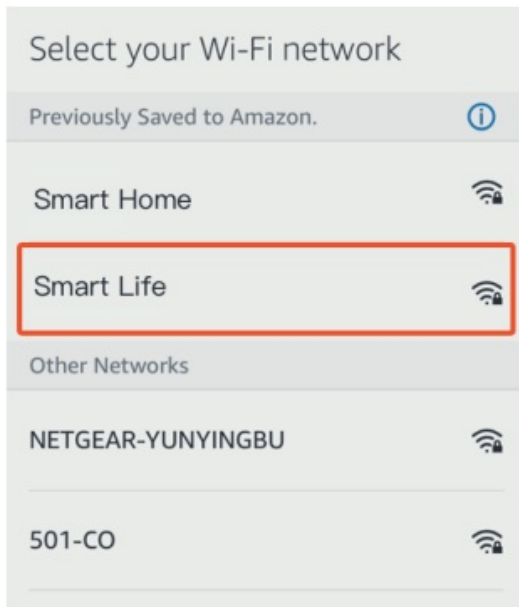 Select your Wi-Fi network
Previously Saved to Amazon.
Smart Home
Smart Life
Other Networks
NETGEAR-YUNYINGBU
501-CO